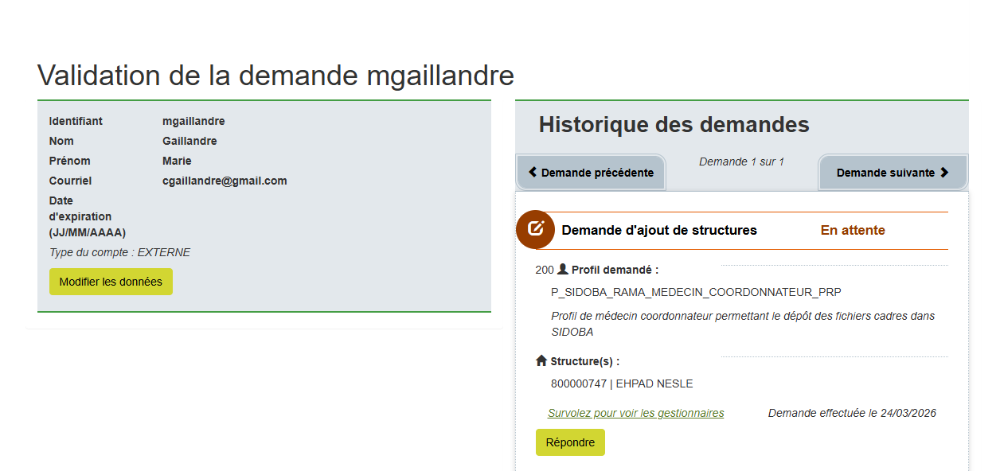 Validation de la demande mgaillandre
Identifiant mgaillandre
Nom Gaillandre
Prénom Marie
Courriel cgaillandre@gmail.com
Date
d'expiration
(JJ/MM/AAAA)
Type du compte : EXTERNE
Modifier les données
Historique des demandes
Demande précédente Demande 1 sur 1 Demande suivante
Demande d'ajout de structures En attente
200 Profil demandé :
P_SIDOBA_RAMA_MEDECIN_COORDONNATEUR_PRP
Profil de médecin coordonnateur permettant le dépôt des fichiers cadres dans
SIDOBA
Structure(s) :
800000747 | EHPAD NESLE
Survolez pour voir les gestionnaires Demande effectuée le 24/03/2026
Répondre